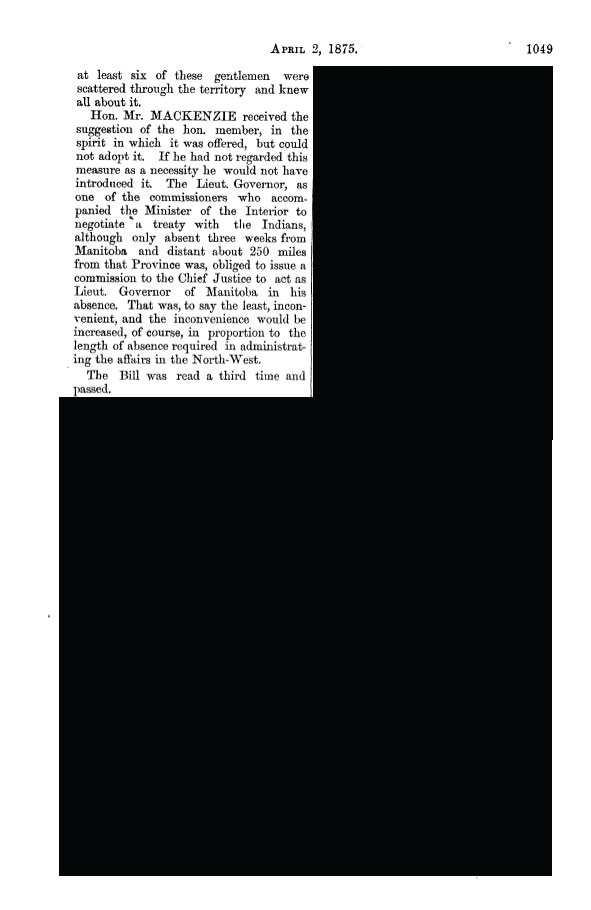 APRIL 2, 1875. 1049
at least six of these gentlemen were
scattered through the territory and knew
all about it.
Hon. Mr. MACKENZIE received the
suggestion of the hon. member, in the
spirit in which it was offered, but could
not adopt it. If he had not regarded this
measure as a necessity he would not have
introduced it. The Lieut. Governor, as
one of the commissioners who accom-
panied the Minister of the Interior to
negotiate a treaty with the Indians,
although only absent three weeks from
Manitoba and distant about 250 miles
from that Province was, obliged to issue a
commission to the Chief Justice to act as
Lieut. Governor of Manitoba in his
absence. That was, to say the least, incon-
venient, and the inconvenience would be
increased, of course, in proportion to the
length of absence required in administrat-
ing the affairs in the North-West.
The Bill was read a third time and
passed.